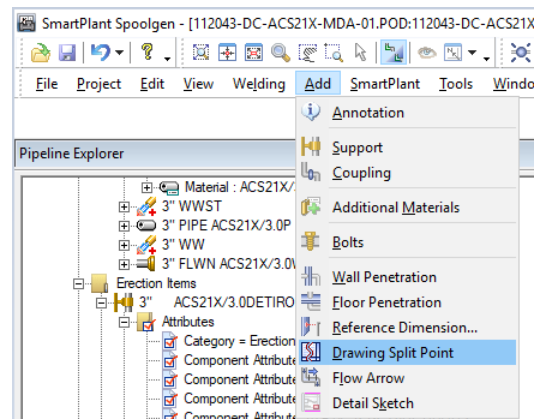 SmartPlant Spoolgen - [112043-DC-ACS21X-MDA-01.POD:112043-DC-ACS21X
File Project Edit View Welding Add SmartPlant Tools Windo
Annotation
Pipeline Explorer
Support
Coupling
Material : ACS21X/
3" WWST
Additional Materials
3" PIPE ACS21X/3.0P
3" WW
Bolts
3" FLWN ACS21X/3.0
Erection Items
Wall Penetration
3" ACS21X/3.0DETIRO
Floor Penetration
Attributes
Reference Dimension...
Category = Erection
Drawing Split Point
Component Attribute
Component Attribute
Flow Arrow
Component Attribute
Detail Sketch
Component Attribute